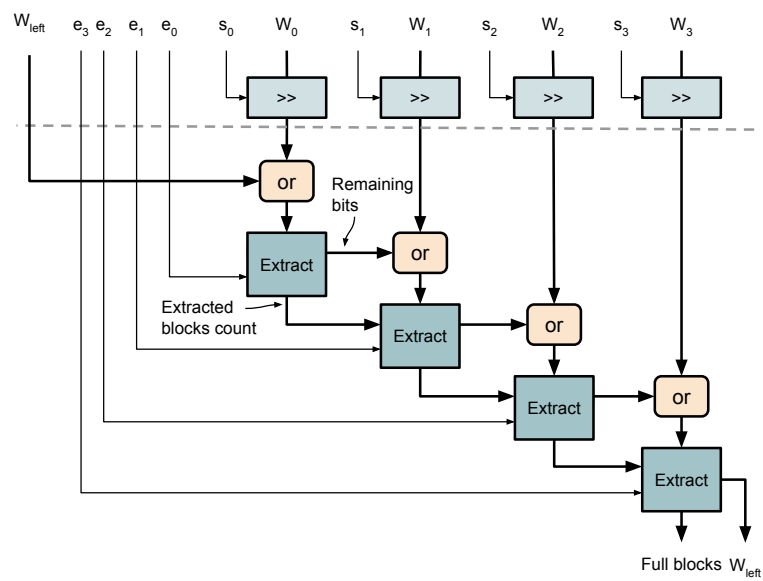 W_left e_3 e_2 e_1 e_0 s_0 W_0 s_1 W_1 s_2 W_2 s_3 W_3
>> >> >> >>
or
Remaining
bits
or
Extract
Extracted
blocks count
or
Extract
or
Extract
Extract
Full blocks W_left